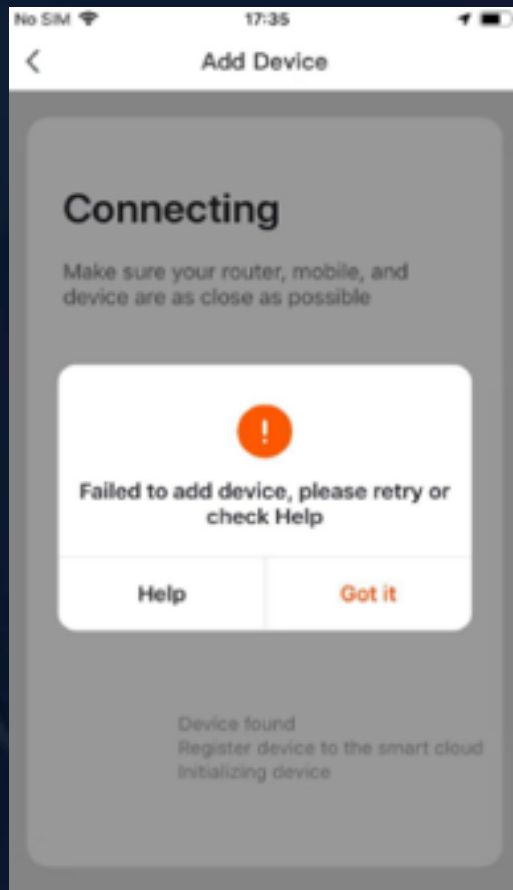 No SIM 17:35
Add Device
Connecting
Make sure your router, mobile, and
device are as close as possible
!
Failed to add device, please retry or
check Help
Help Got it
Device found
Register device to the smart cloud
Initializing device